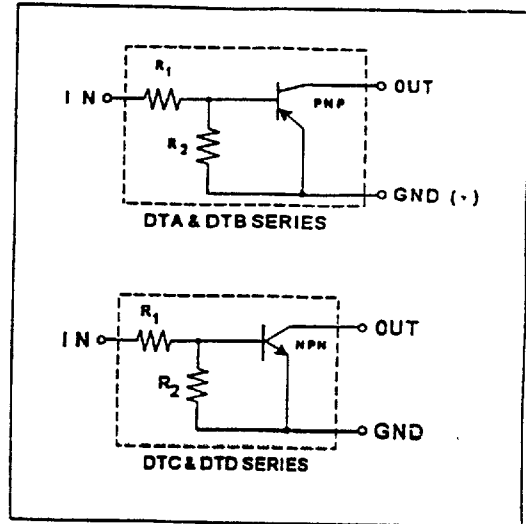 R1
IN
PNP
OUT
R2
GND (+)
DTA & DTB SERIES
R1
IN
NPN
OUT
R2
GND
DTC & DTD SERIES